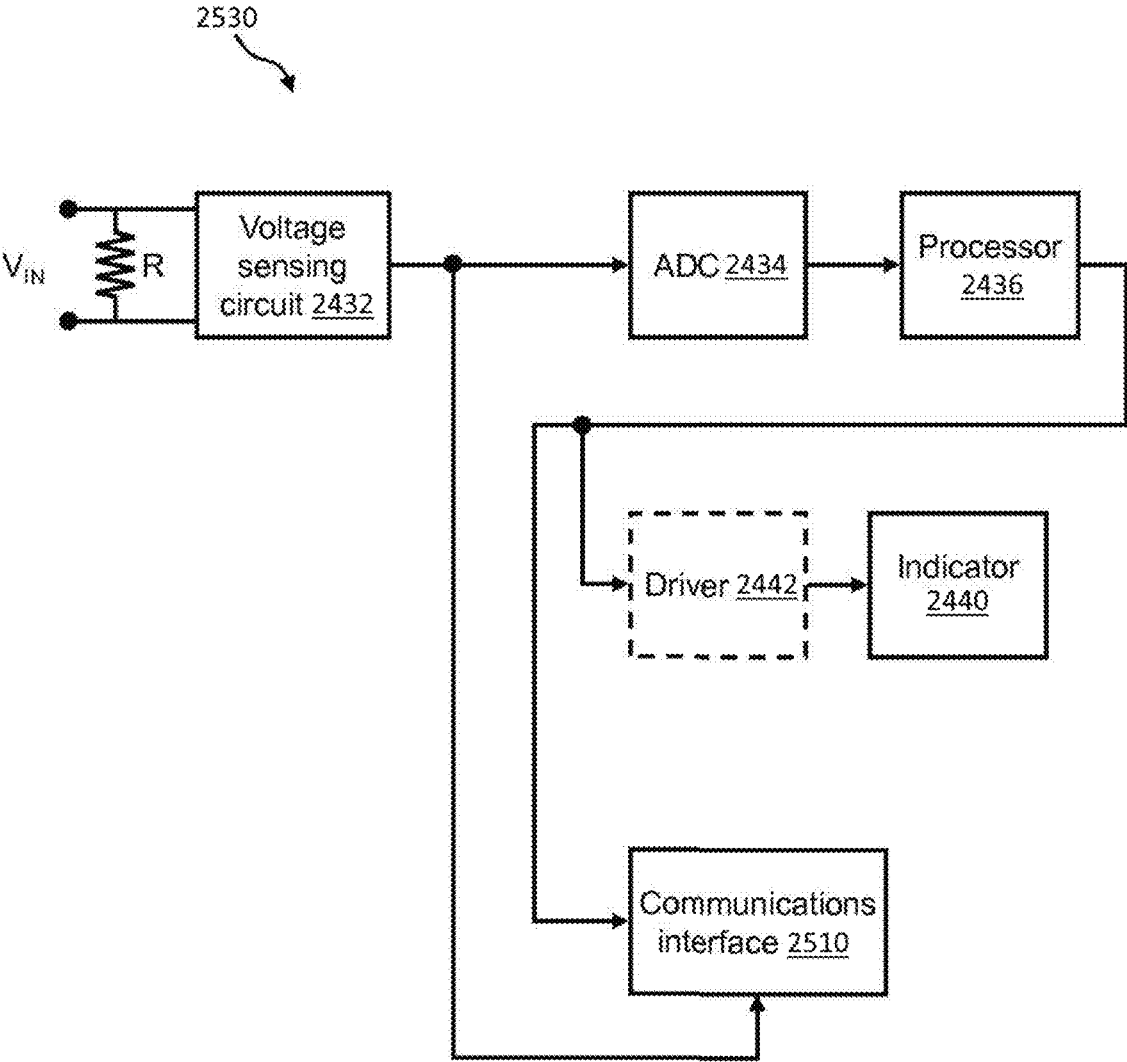 2530
V_IN
R
Voltage
sensing
circuit 2432
ADC 2434
Processor
2436
Driver 2442
Indicator
2440
Communications
interface 2510